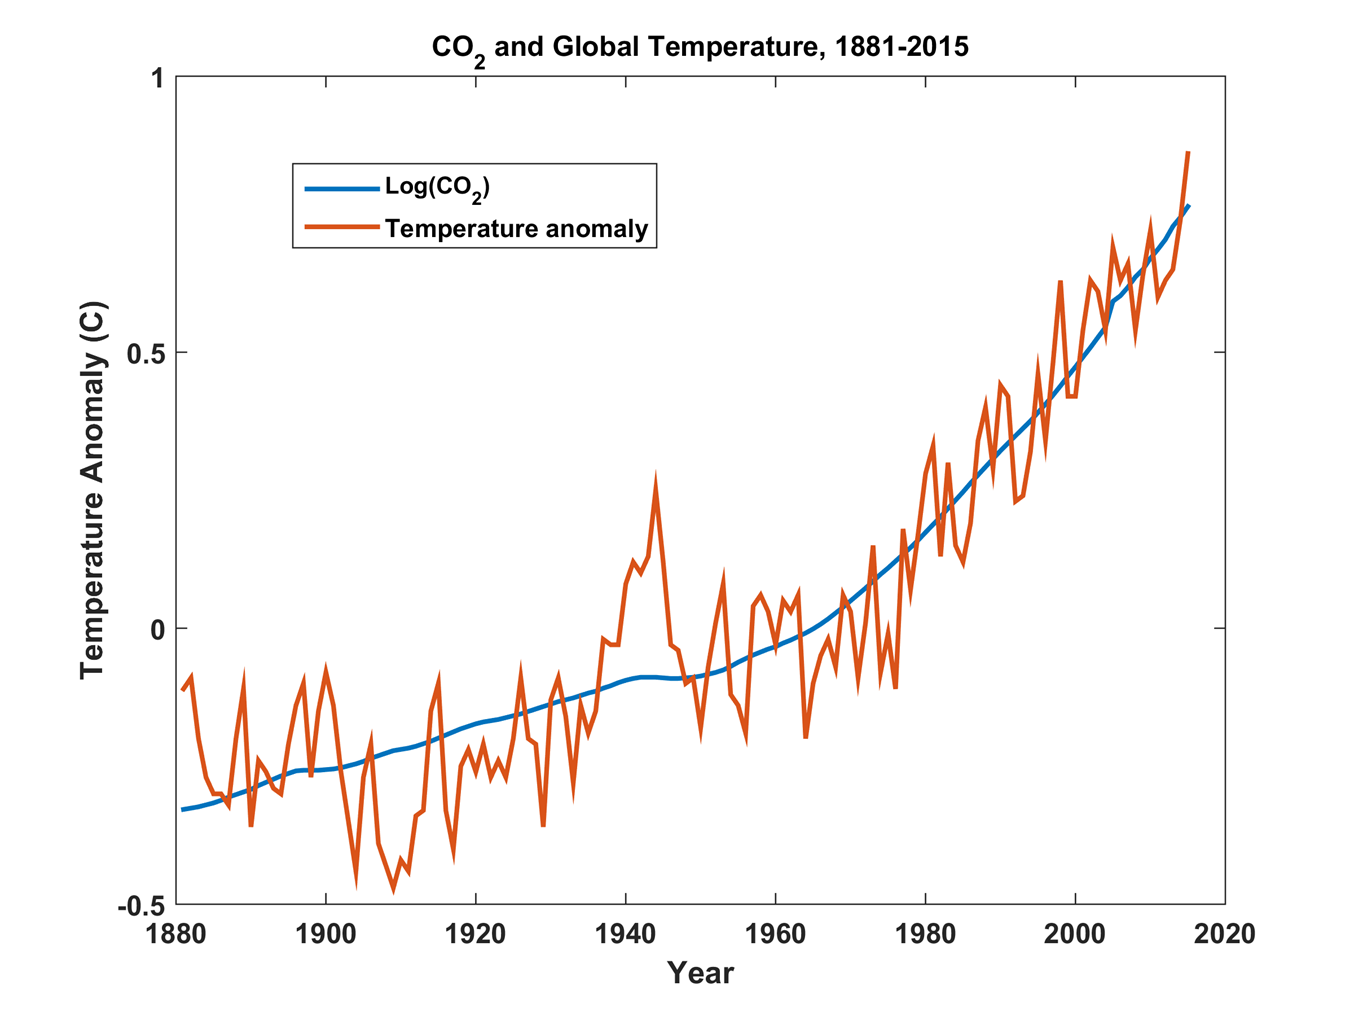 CO2 and Global Temperature, 1881-2015
1
Log(CO2)
Temperature anomaly
Temperature Anomaly (C)
0.5
0
-0.5
1880 1900 1920 1940 1960 1980 2000 2020
Year